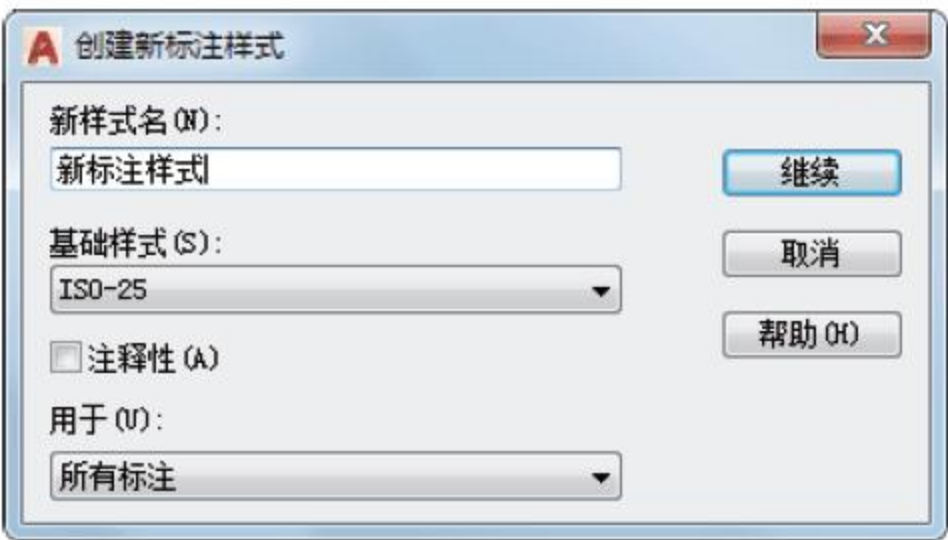 创建新标注样式
新样式名(N):
新标注样式
继续
基础样式(S):
取消
ISO-25
帮助(H)
注释性(A)
用于(U):
所有标注